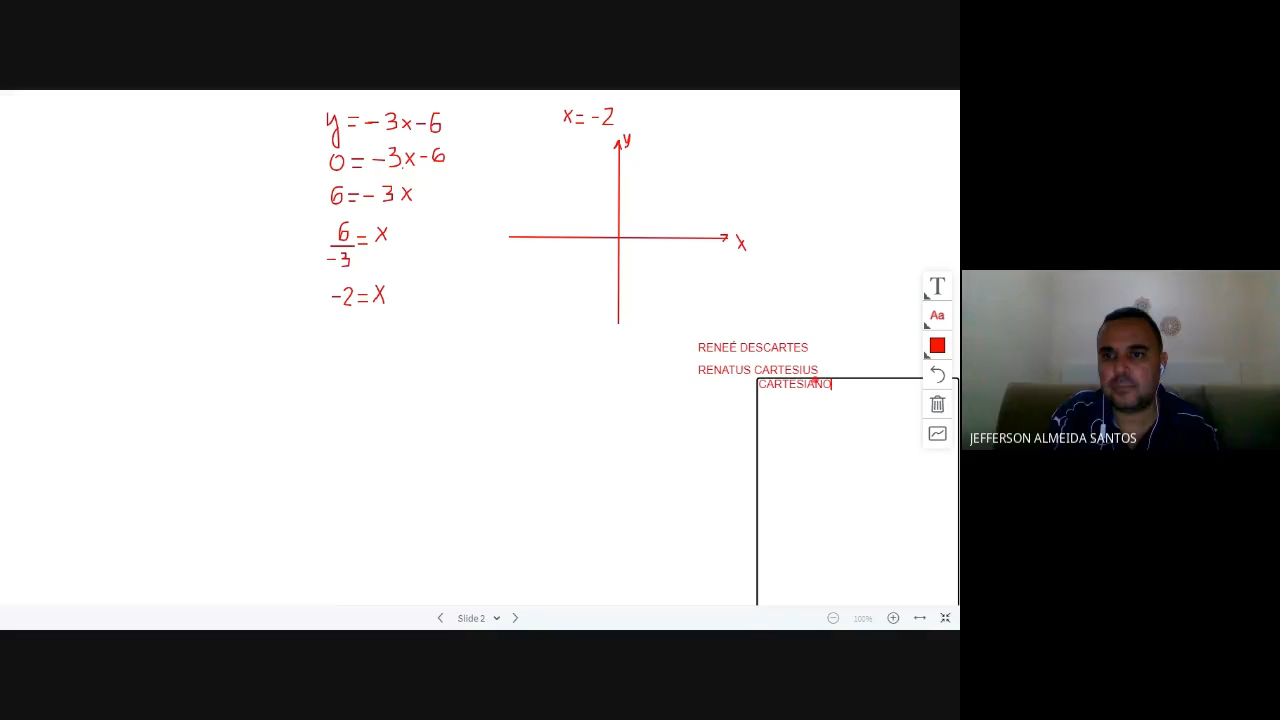 y = -3x - 6
0 = -3x - 6
6 = -3x
6/-3 = x
-2 = x
x = -2
y
x
RENEÉ DESCARTES
RENATUS CARTESIUS
CARTESIANO
T
Aa
JEFFERSON ALMEIDA SANTOS
Slide 2
100%